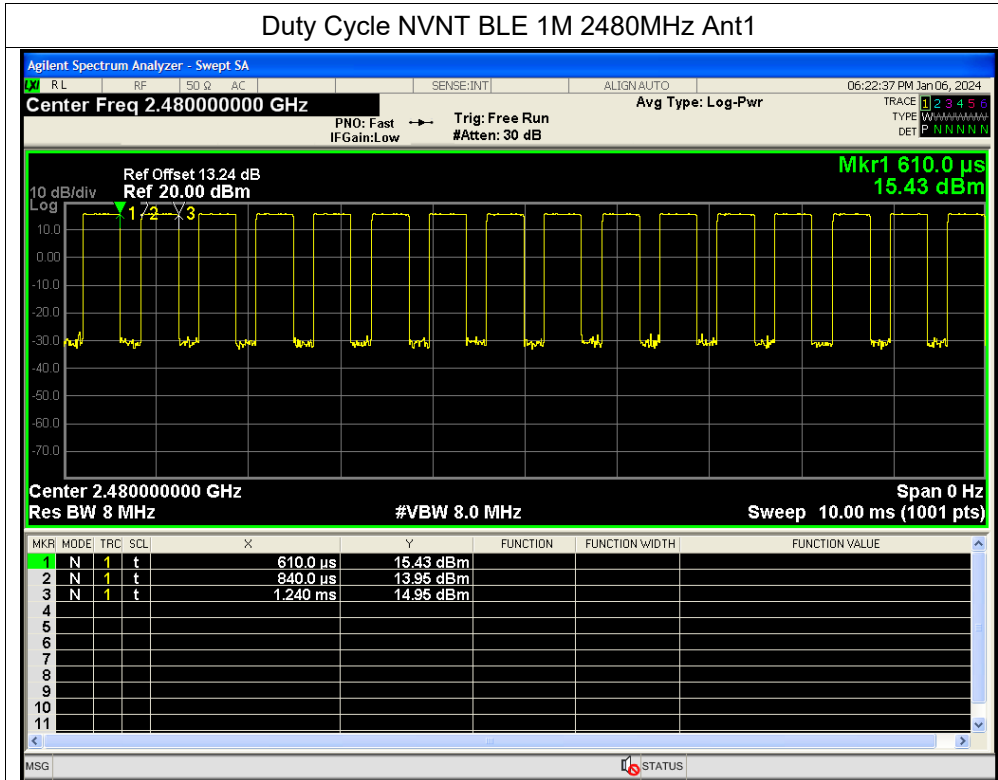 Duty Cycle NVNT BLE 1M 2480MHz Ant1
Agilent Spectrum Analyzer - Swept SA
LXI RL RF 50 Ω AC SENSE:INT ALIGNAUTO 06:22:37 PM Jan 06, 2024
Center Freq 2.480000000 GHz Avg Type: Log-Pwr TRACE 1 2 3 4 5 6
PNO: Fast Trig: Free Run TYPE W
IFGain:Low #Atten: 30 dB DET P N N N N N
Mkr1 610.0 µs
15.43 dBm
Ref Offset 13.24 dB
10 dB/div Ref 20.00 dBm
Log
1 2 3
10.0
0.00
-10.0
-20.0
-30.0
-40.0
-50.0
-60.0
-70.0
Center 2.480000000 GHz Span 0 Hz
Res BW 8 MHz #VBW 8.0 MHz Sweep 10.00 ms (1001 pts)
MKR MODE TRC SCL X Y FUNCTION FUNCTION WIDTH FUNCTION VALUE
1 N 1 t 610.0 µs 15.43 dBm
2 N 1 t 840.0 µs 13.95 dBm
3 N 1 t 1.240 ms 14.95 dBm
4
5
6
7
8
9
10
11
MSG STATUS